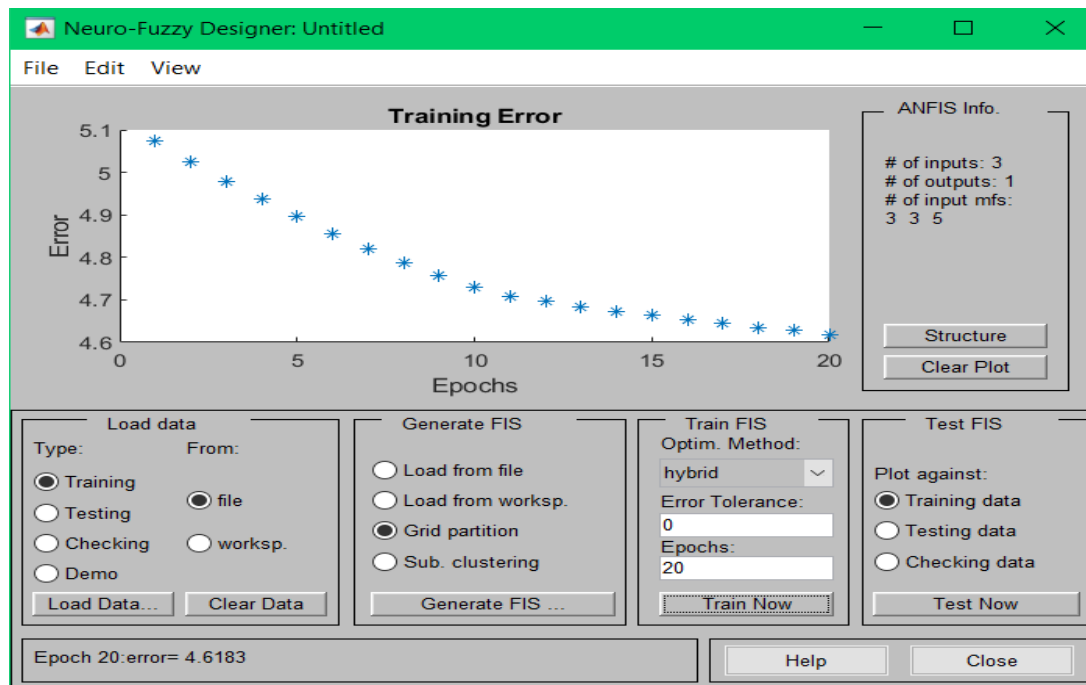 Neuro-Fuzzy Designer: Untitled
File Edit View
Training Error
5.1
5
4.9
4.8
4.7
4.6
Error
0 5 10 15 20
Epochs
ANFIS Info.
# of inputs: 3
# of outputs: 1
# of input mfs:
3 3 5
Structure
Clear Plot
Load data
Type: From:
Training
file
Testing
Checking
worksp.
Demo
Load Data... Clear Data
Generate FIS
Load from file
Load from worksp.
Grid partition
Sub. clustering
Generate FIS ...
Train FIS
Optim. Method:
hybrid
Error Tolerance:
0
Epochs:
20
Train Now
Test FIS
Plot against:
Training data
Testing data
Checking data
Test Now
Epoch 20:error= 4.6183
Help Close